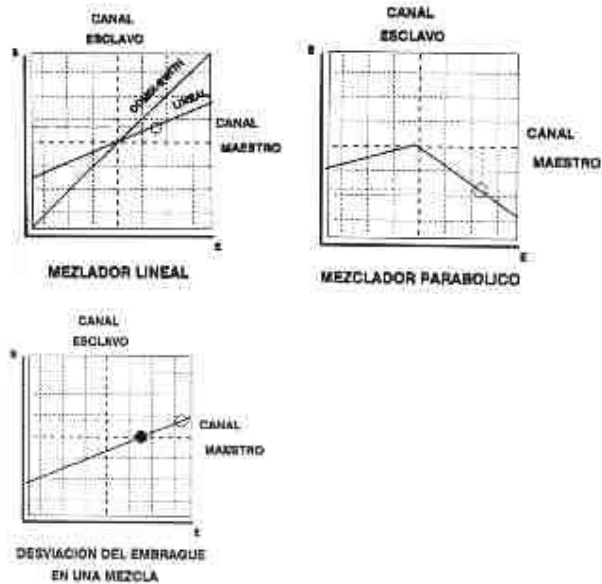 CANAL
ESCLAVO
S
LINEAL
CANAL
MAESTRO
E
MEZLADOR LINEAL
CANAL
ESCLAVO
S
CANAL
MAESTRO
E
MEZCLADOR PARABOLICO
CANAL
ESCLAVO
S
CANAL
MAESTRO
E
DESVIACION DEL EMBRAGUE
EN UNA MEZCLA